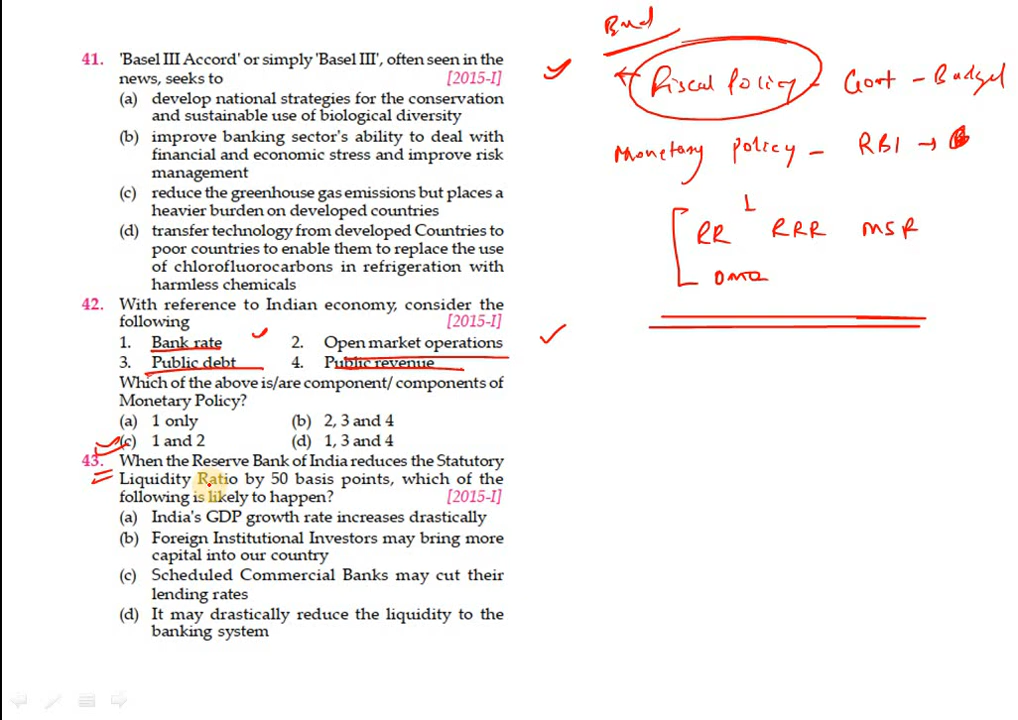 41. 'Basel III Accord' or simply 'Basel III', often seen in the
news, seeks to [2015-I]
(a) develop national strategies for the conservation
and sustainable use of biological diversity
(b) improve banking sector's ability to deal with
financial and economic stress and improve risk
management
(c) reduce the greenhouse gas emissions but places a
heavier burden on developed countries
(d) transfer technology from developed Countries to
poor countries to enable them to replace the use
of chlorofluorocarbons in refrigeration with
harmless chemicals
42. With reference to Indian economy, consider the
following [2015-I]
1. Bank rate 2. Open market operations
3. Public debt 4. Public revenue
Which of the above is/are component/ components of
Monetary Policy?
(a) 1 only (b) 2, 3 and 4
(c) 1 and 2 (d) 1, 3 and 4
43. When the Reserve Bank of India reduces the Statutory
Liquidity Ratio by 50 basis points, which of the
following is likely to happen? [2015-I]
(a) India's GDP growth rate increases drastically
(b) Foreign Institutional Investors may bring more
capital into our country
(c) Scheduled Commercial Banks may cut their
lending rates
(d) It may drastically reduce the liquidity to the
banking system
Fiscal Policy - Govt - Budget
Monetary policy - RBI →
RR RRR MSF
OMO